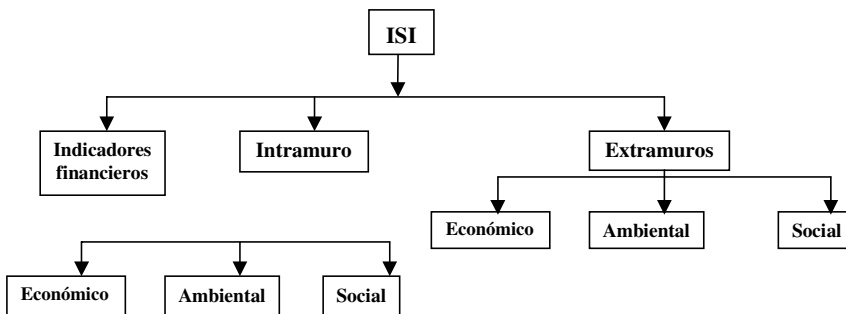 ISI
Indicadores
financieros
Intramuro
Extramuros
Económico
Ambiental
Social
Económico
Ambiental
Social